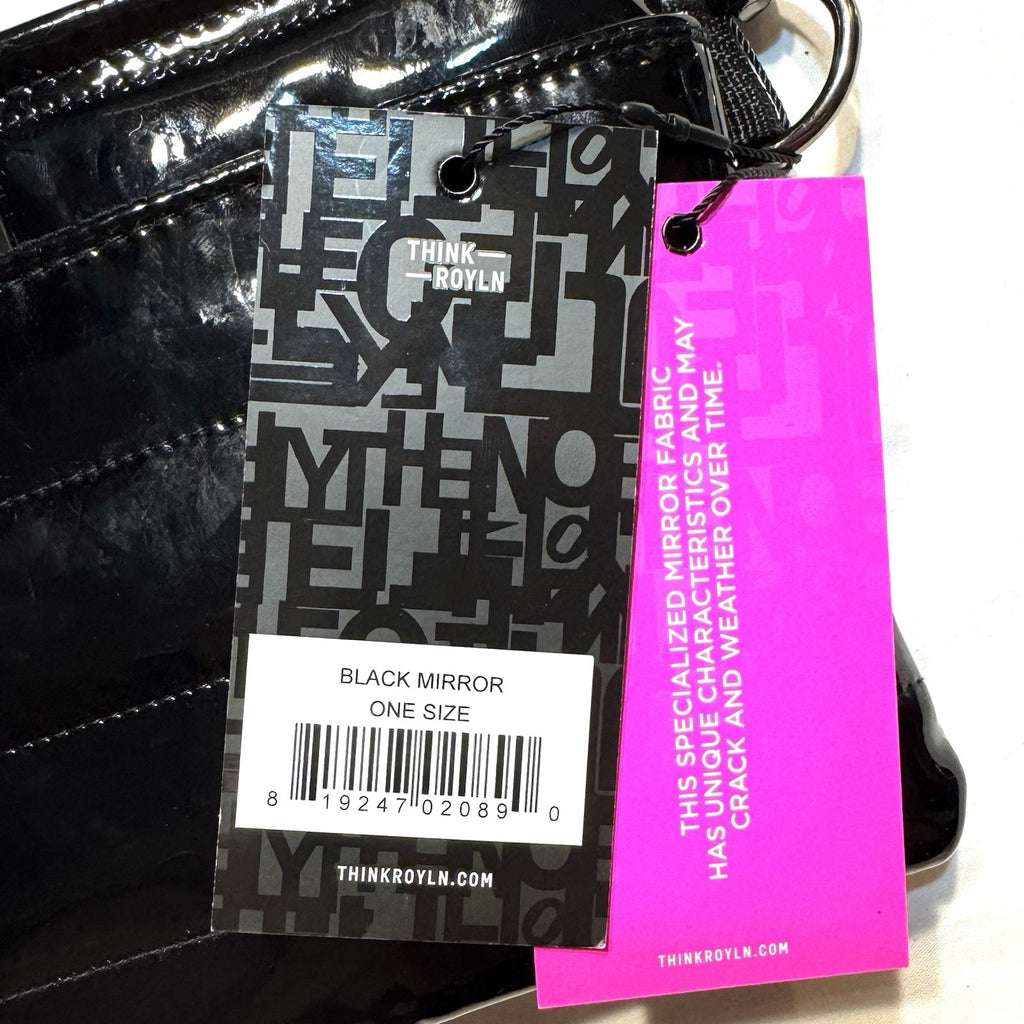 THINK—
—ROYLN
BLACK MIRROR
ONE SIZE
8 19247 02089 0
THINKROYLN.COM
THIS SPECIALIZED MIRROR FABRIC
HAS UNIQUE CHARACTERISTICS AND MAY
CRACK AND WEATHER OVER TIME.
THINKROYLN.COM